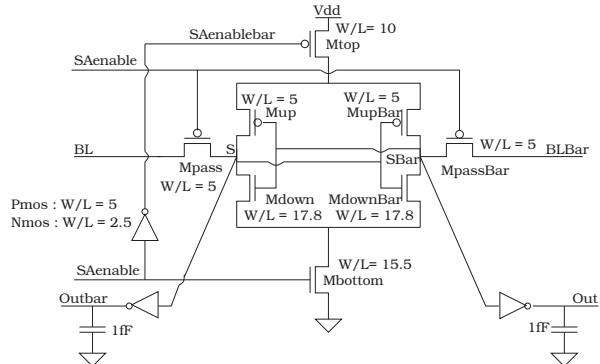 Vdd
W/L= 10
SAenablebar
Mtop
SAenable
W/L = 5
W/L = 5
Mup
MupBar
BL
S
W/L = 5
BLBar
Mpass
SBar
MpassBar
W/L = 5
Pmos : W/L = 5
Nmos : W/L = 2.5
Mdown
MdownBar
W/L = 17.8
W/L = 17.8
SAenable
W/L= 15.5
Mbottom
Outbar
Out
1fF
1fF